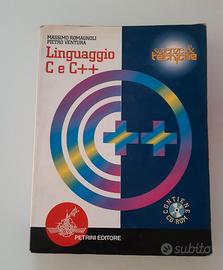 MASSIMO ROMAGNOLI
PIETRO VENTURA
Linguaggio
C e C++
scienza &
tecnica
++
CONTIENE
CD-ROM
PETRINI EDITORE
subito